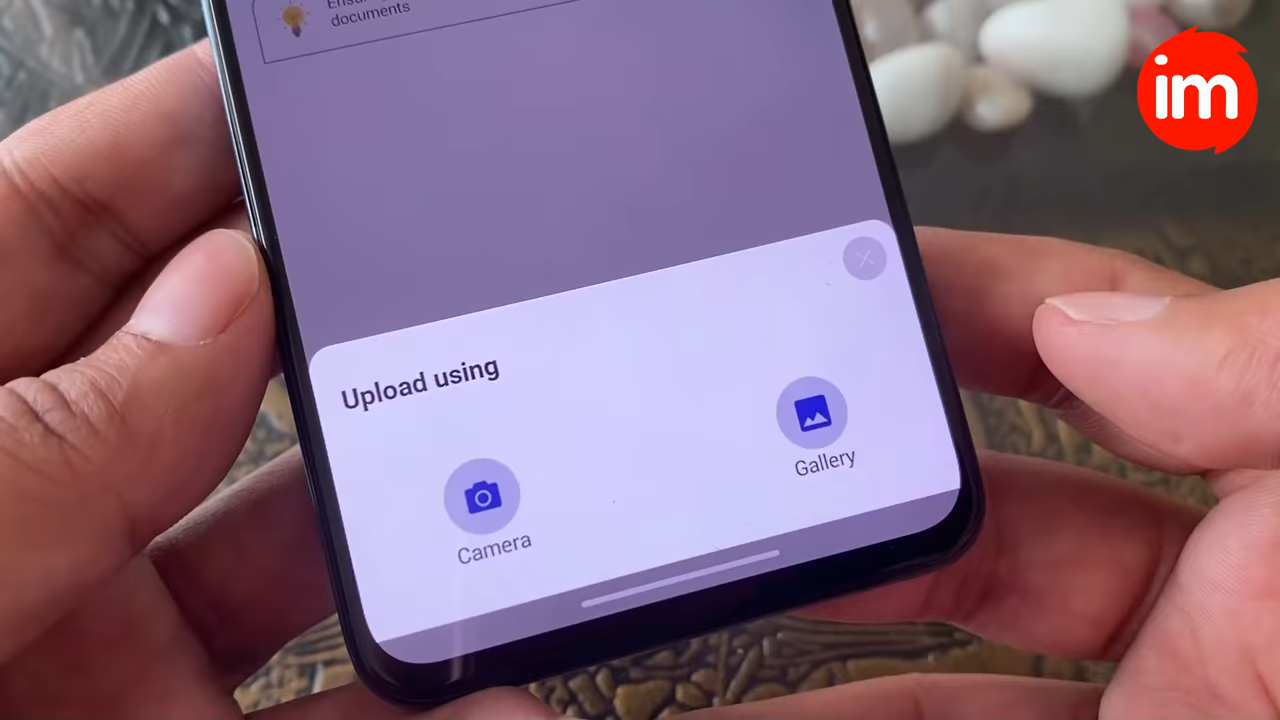 documents
im
Upload using
Gallery
Camera